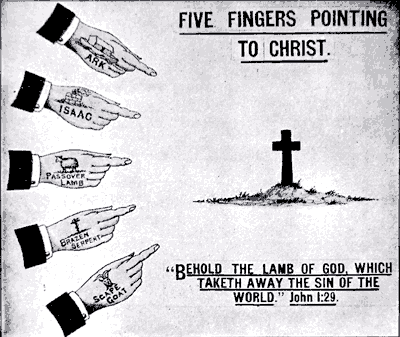 FIVE FINGERS POINTING
TO CHRIST.
ARK
ISAAC
PASSOVER
LAMB
BRAZEN
SERPENT
SCAPE
GOAT
"BEHOLD THE LAMB OF GOD, WHICH
TAKETH AWAY THE SIN OF THE
WORLD." John 1:29.